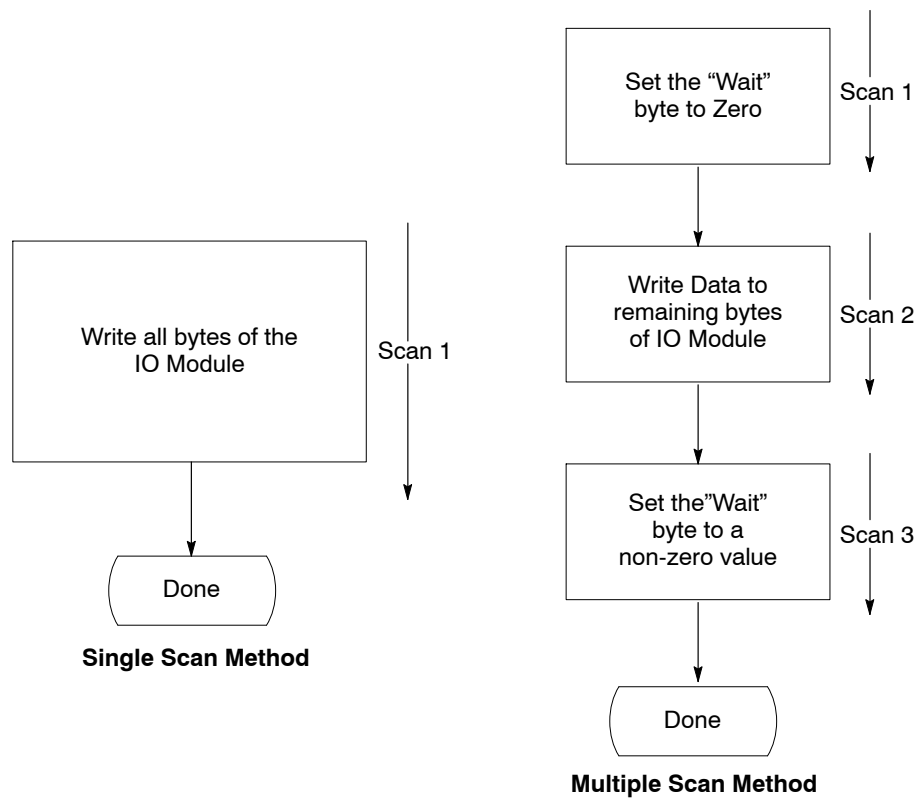 Write all bytes of the
IO Module
Scan 1
Done
Single Scan Method
Set the “Wait”
byte to Zero
Scan 1
Write Data to
remaining bytes
of IO Module
Scan 2
Set the”Wait”
byte to a
non-zero value
Scan 3
Done
Multiple Scan Method